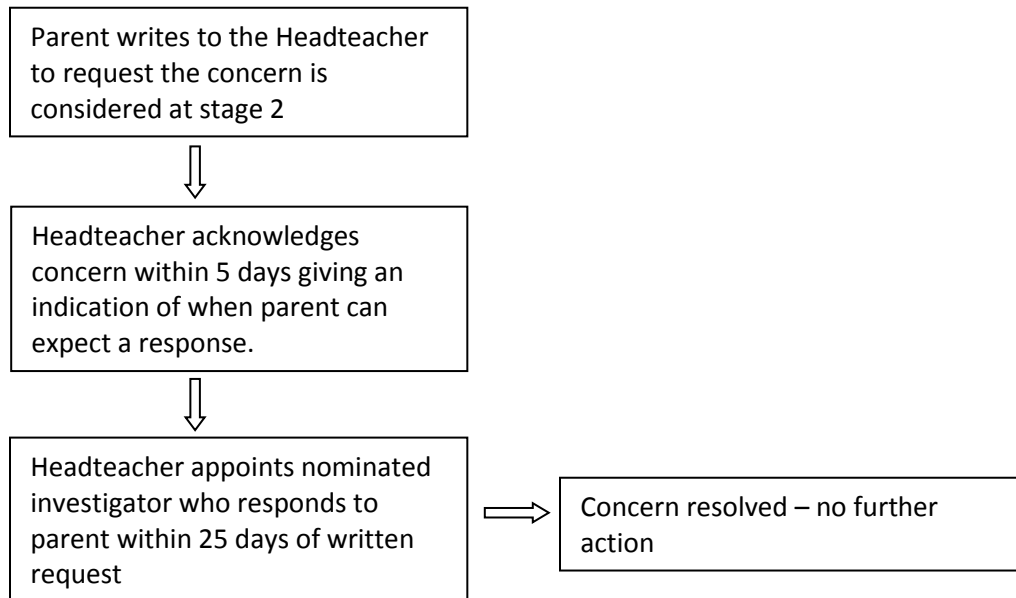 Parent writes to the Headteacher
to request the concern is
considered at stage 2
Headteacher acknowledges
concern within 5 days giving an
indication of when parent can
expect a response.
Headteacher appoints nominated
investigator who responds to
parent within 25 days of written
request
Concern resolved – no further
action